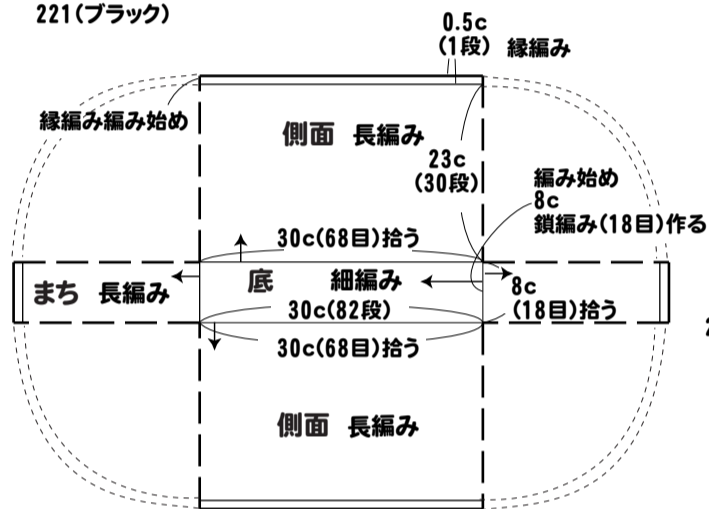 221(ブラック)
0.5c
(1段) 縁編み
縁編み編み始め
側面 長編み
23c
(30段)
編み始め
8c
鎖編み(18目)作る
30c(68目)拾う
まち 長編み
底 細編み
30c(82段)
8c
(18目)拾う
30c(68目)拾う
側面 長編み